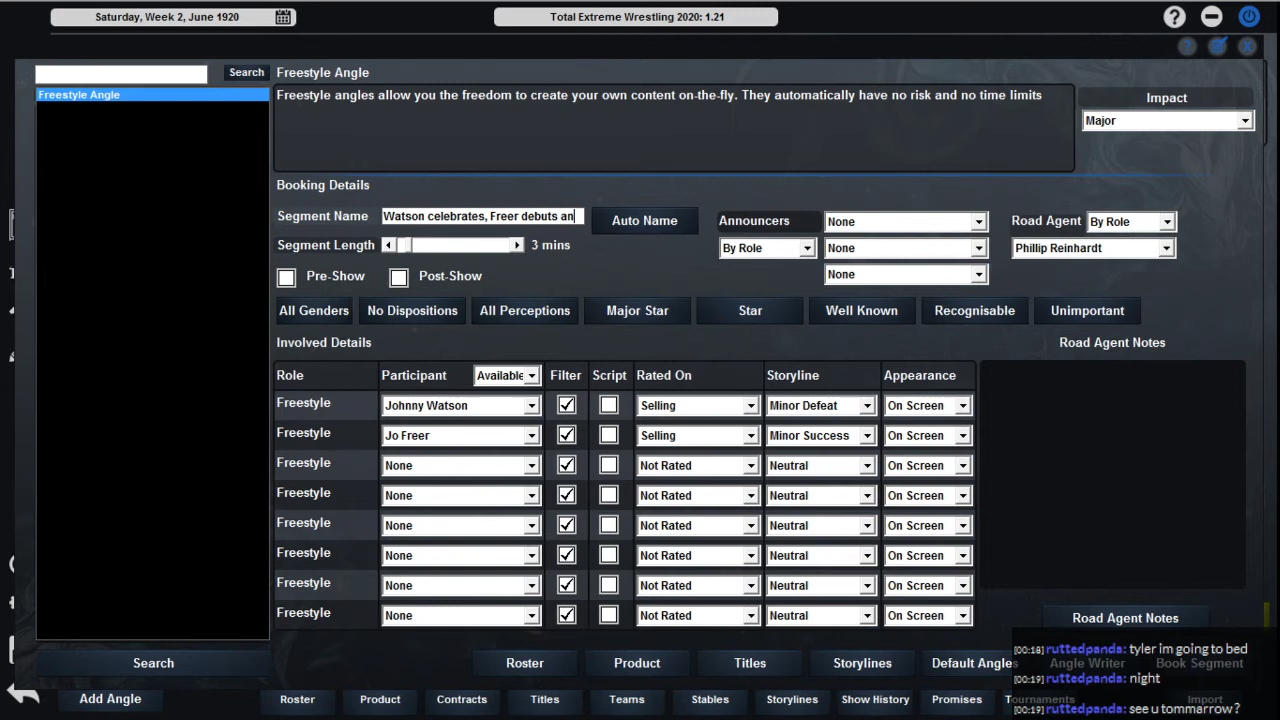 Saturday, Week 2, June 1920
Total Extreme Wrestling 2020: 1.21
Search
Freestyle Angle
Freestyle Angle
Freestyle angles allow you the freedom to create your own content on-the-fly. They automatically have no risk and no time limits
Impact
Major
Booking Details
Segment Name
Watson celebrates, Freer debuts an
Auto Name
Announcers
None
Road Agent
By Role
Segment Length
3 mins
By Role
None
Phillip Reinhardt
Pre-Show
Post-Show
None
All Genders
No Dispositions
All Perceptions
Major Star
Star
Well Known
Recognisable
Unimportant
Involved Details
Road Agent Notes
Role
Participant
Available
Filter
Script
Rated On
Storyline
Appearance
Freestyle Johnny Watson Selling Minor Defeat On Screen
Freestyle Jo Freer Selling Minor Success On Screen
Freestyle None Not Rated Neutral On Screen
Freestyle None Not Rated Neutral On Screen
Freestyle None Not Rated Neutral On Screen
Freestyle None Not Rated Neutral On Screen
Freestyle None Not Rated Neutral On Screen
Freestyle None Not Rated Neutral On Screen
Road Agent Notes
Search
Roster
Product
Titles
Storylines
Default Angles
Angle Writer
Book Segment
Add Angle
Roster
Product
Contracts
Titles
Teams
Stables
Storylines
Show History
Promises
Tournaments
Import
[00:18] ruttedpanda: tyler im going to bed
[00:19] ruttedpanda: night
[00:19] ruttedpanda: see u tommarrow?